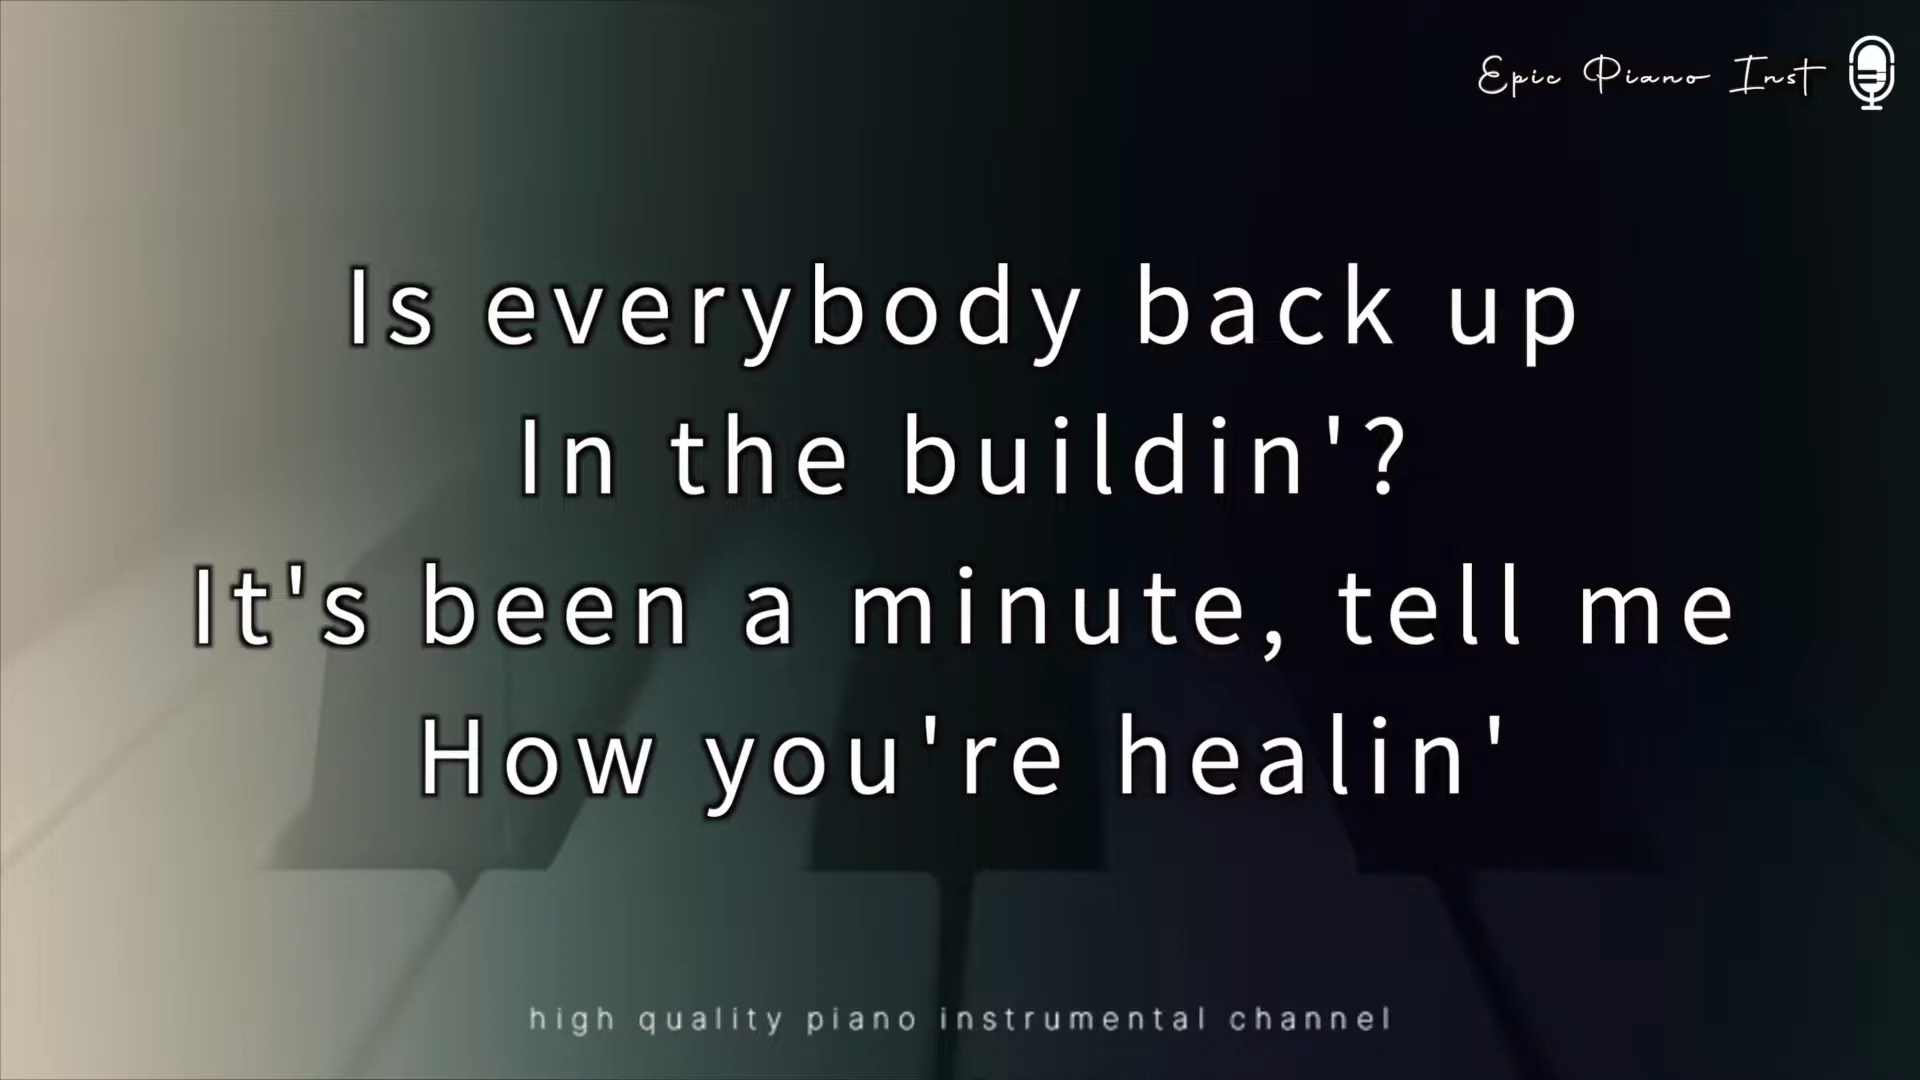 Epic Piano Inst
Is everybody back up
In the buildin'?
It's been a minute, tell me
How you're healin'
high quality piano instrumental channel